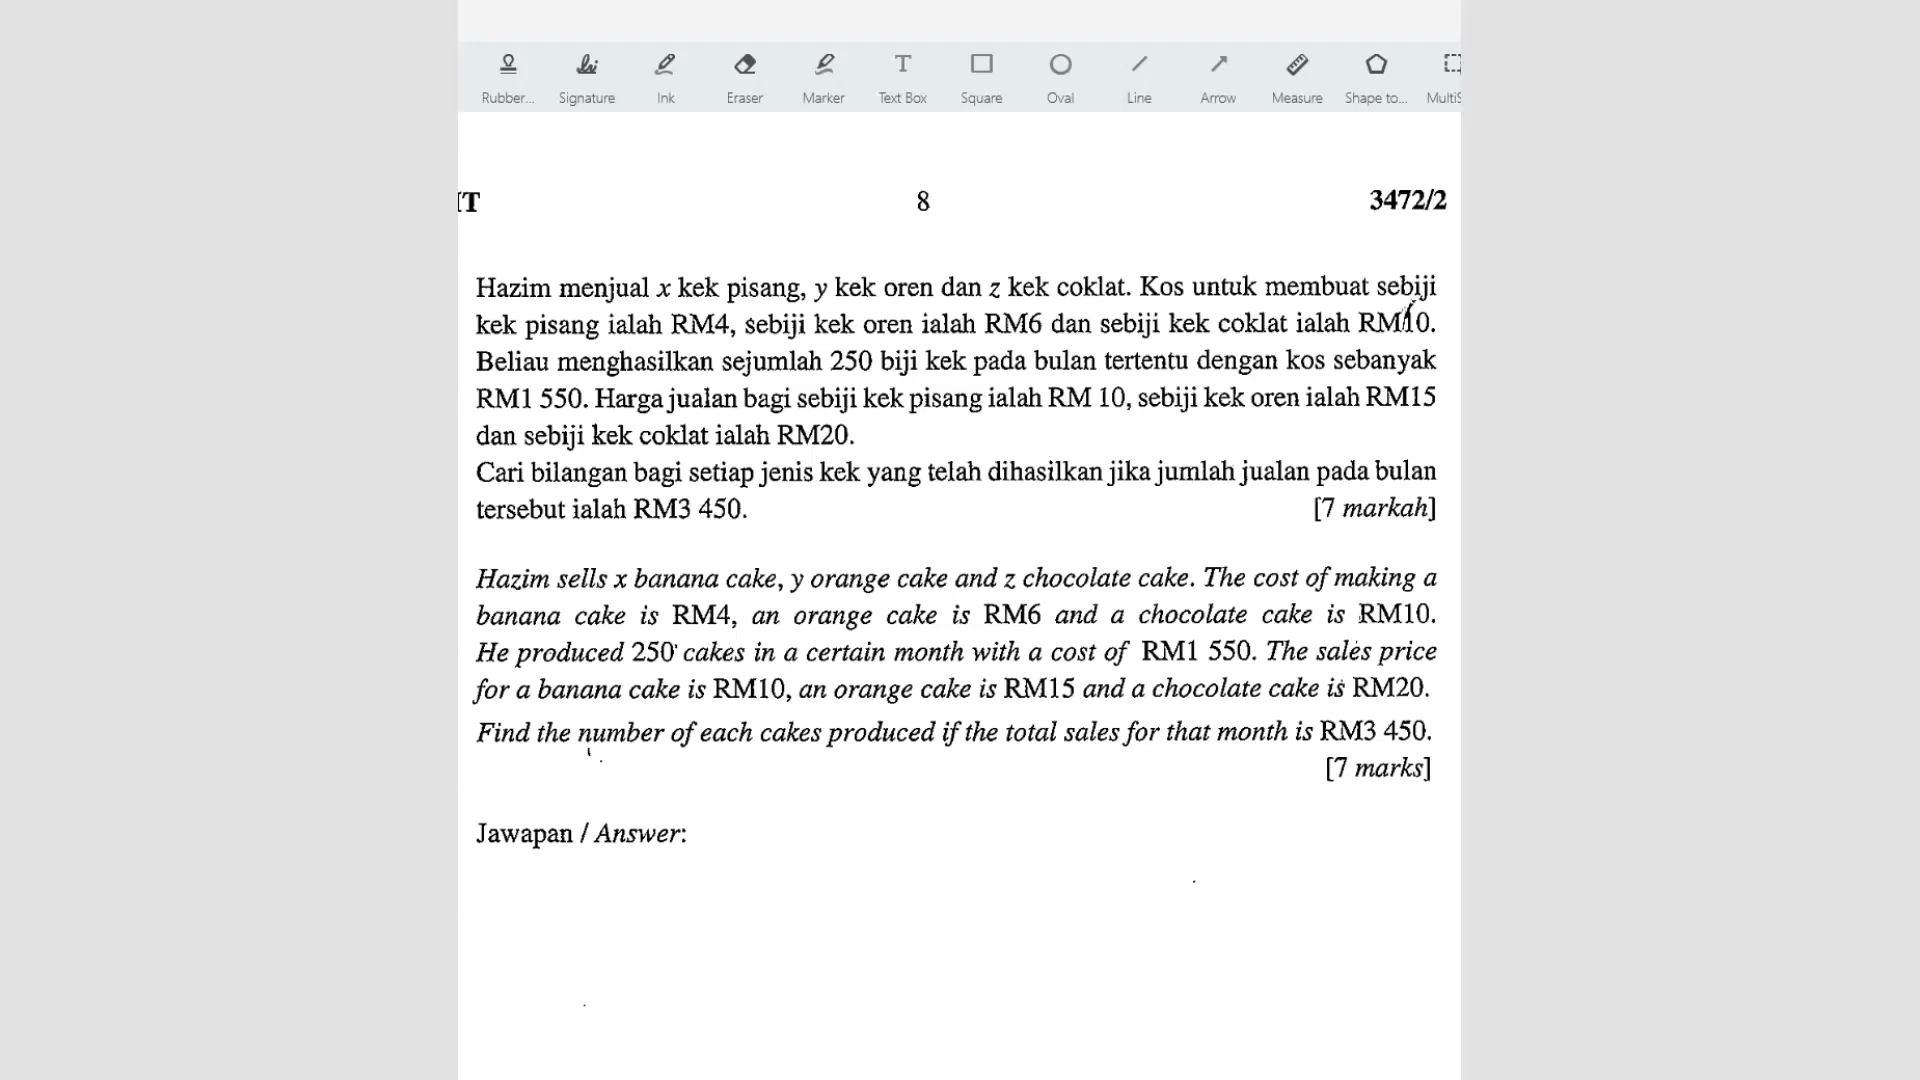 Rubber... Signature Ink Eraser Marker Text Box Square Oval Line Arrow Measure Shape to... MultiS
IT 8 3472/2
Hazim menjual x kek pisang, y kek oren dan z kek coklat. Kos untuk membuat sebiji
kek pisang ialah RM4, sebiji kek oren ialah RM6 dan sebiji kek coklat ialah RM10.
Beliau menghasilkan sejumlah 250 biji kek pada bulan tertentu dengan kos sebanyak
RM1 550. Harga jualan bagi sebiji kek pisang ialah RM 10, sebiji kek oren ialah RM15
dan sebiji kek coklat ialah RM20.
Cari bilangan bagi setiap jenis kek yang telah dihasilkan jika jumlah jualan pada bulan
tersebut ialah RM3 450. [7 markah]
Hazim sells x banana cake, y orange cake and z chocolate cake. The cost of making a
banana cake is RM4, an orange cake is RM6 and a chocolate cake is RM10.
He produced 250 cakes in a certain month with a cost of RM1 550. The sales price
for a banana cake is RM10, an orange cake is RM15 and a chocolate cake is RM20.
Find the number of each cakes produced if the total sales for that month is RM3 450.
[7 marks]
Jawapan / Answer: